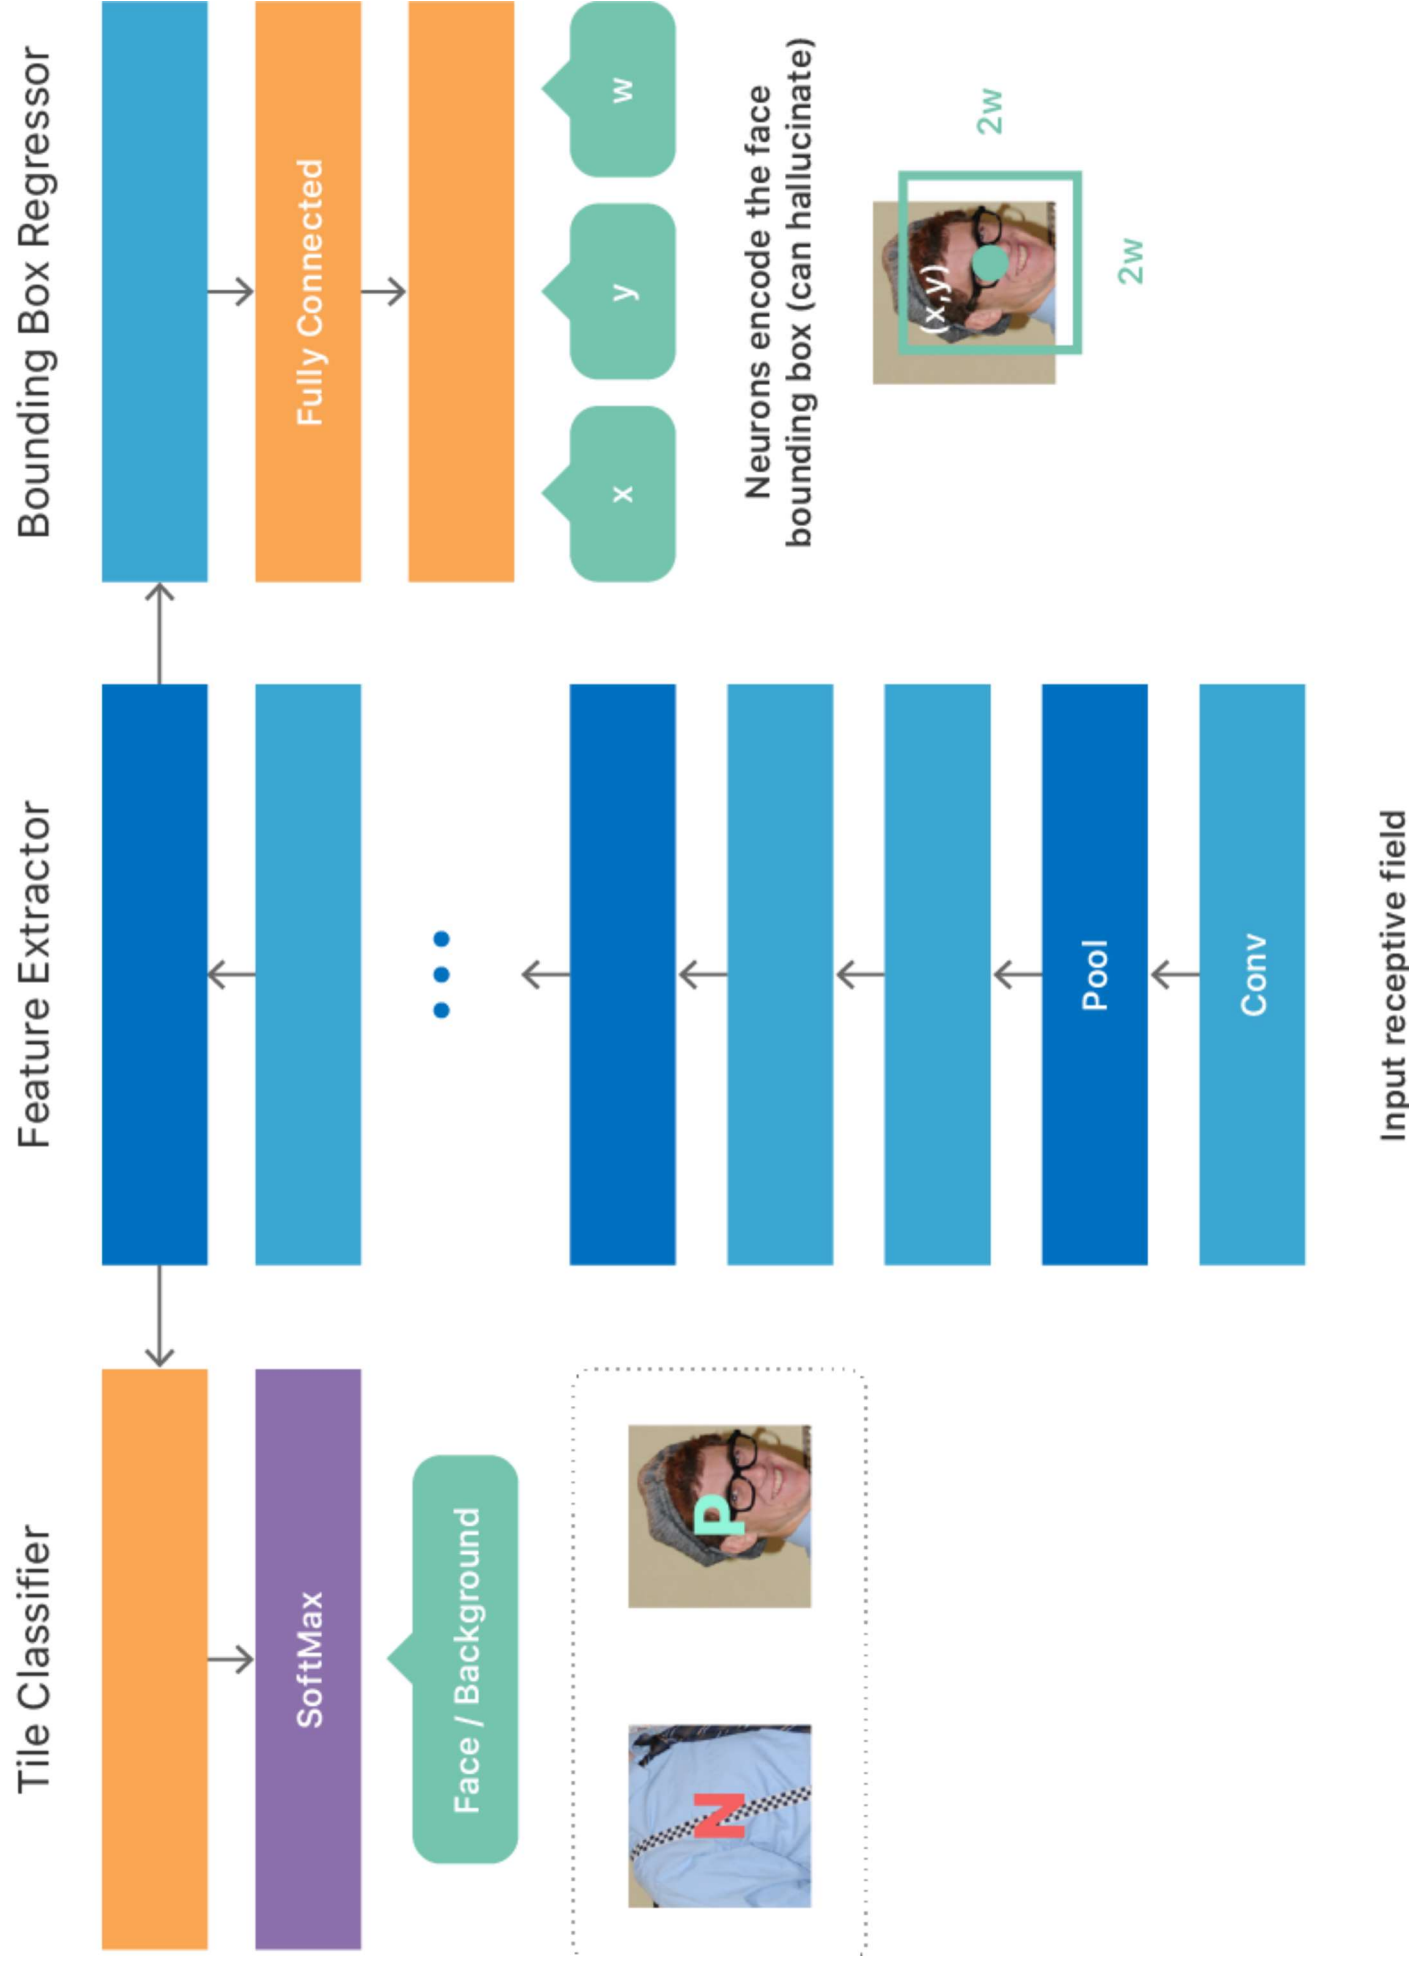 Tile Classifier
Feature Extractor
Bounding Box Regressor
SoftMax
Fully Connected
Face / Background
x
y
w
N
P
Neurons encode the face
bounding box (can hallucinate)
(x,y)
2w
2w
Pool
Conv
Input receptive field